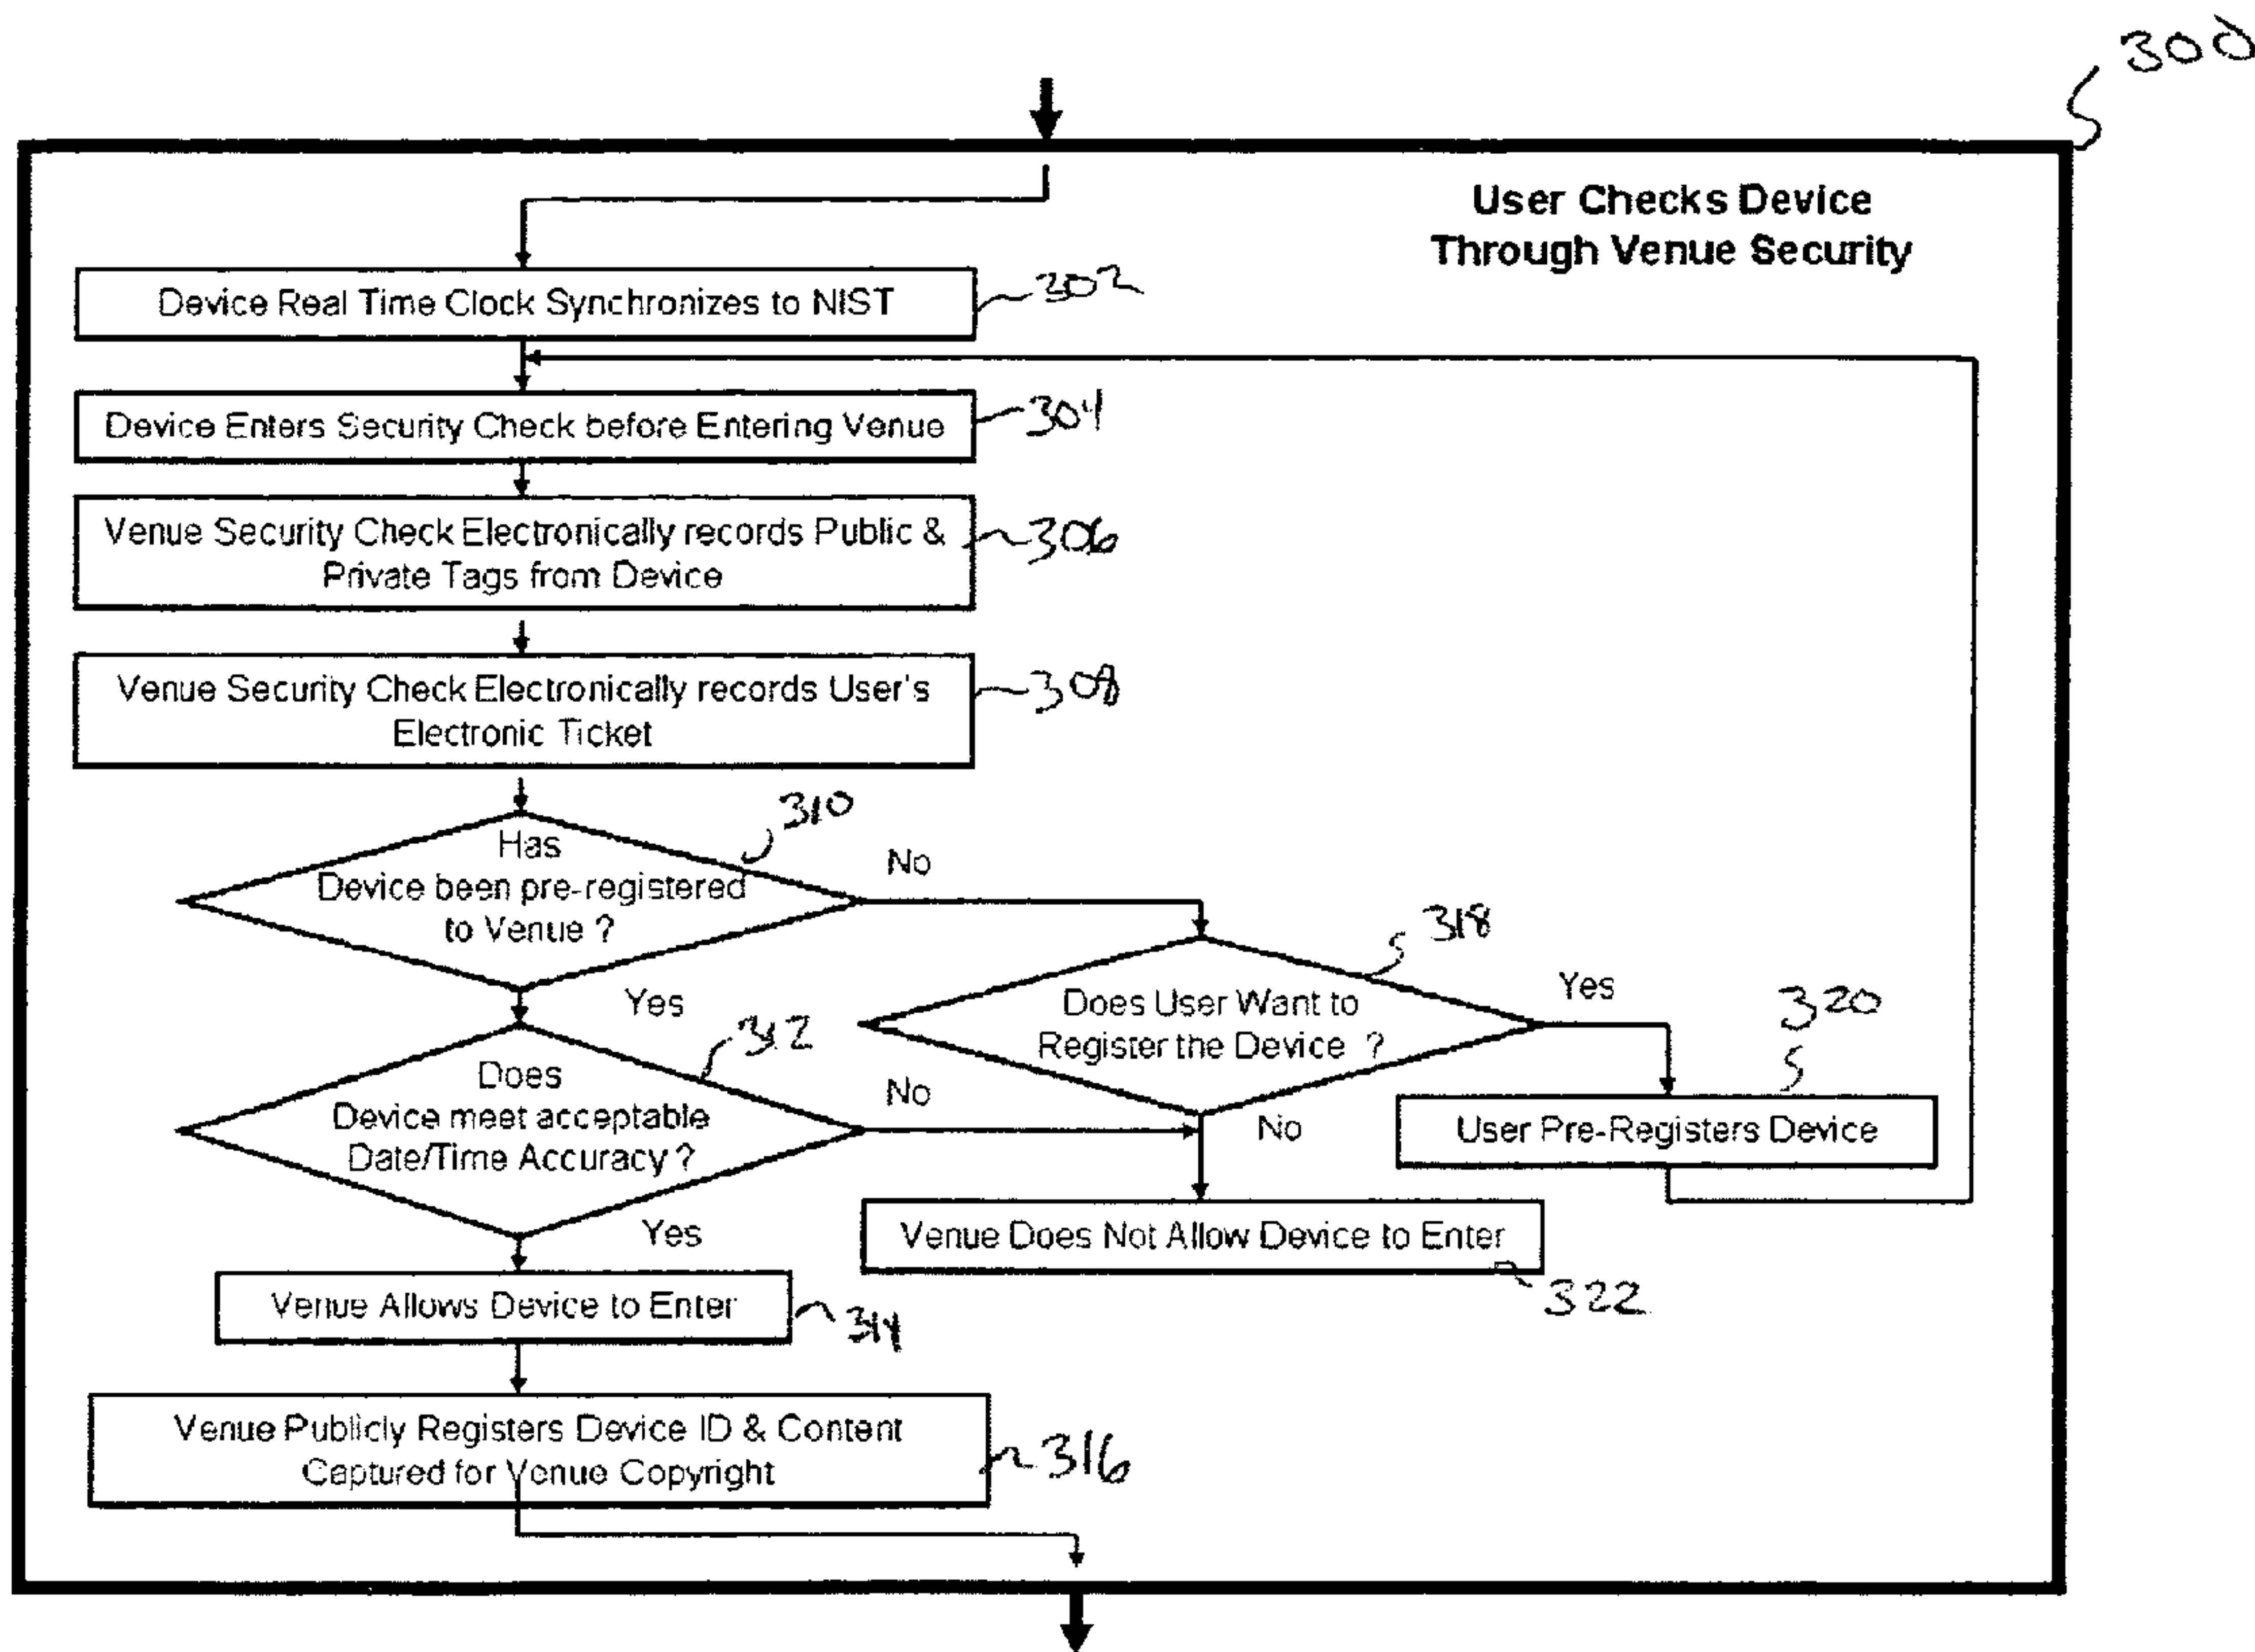 300
User Checks Device
Through Venue Security
Device Real Time Clock Synchronizes to NIST
302
Device Enters Security Check before Entering Venue
304
Venue Security Check Electronically records Public &
Private Tags from Device
306
Venue Security Check Electronically records User's
Electronic Ticket
308
Has
Device been pre-registered
to Venue ?
310
No
Yes
Does User Want to
Register the Device ?
318
Yes
No
320
User Pre-Registers Device
Does
Device meet acceptable
Date/Time Accuracy ?
312
No
Yes
Venue Does Not Allow Device to Enter
322
Venue Allows Device to Enter
314
Venue Publicly Registers Device ID & Content
Captured for Venue Copyright
316